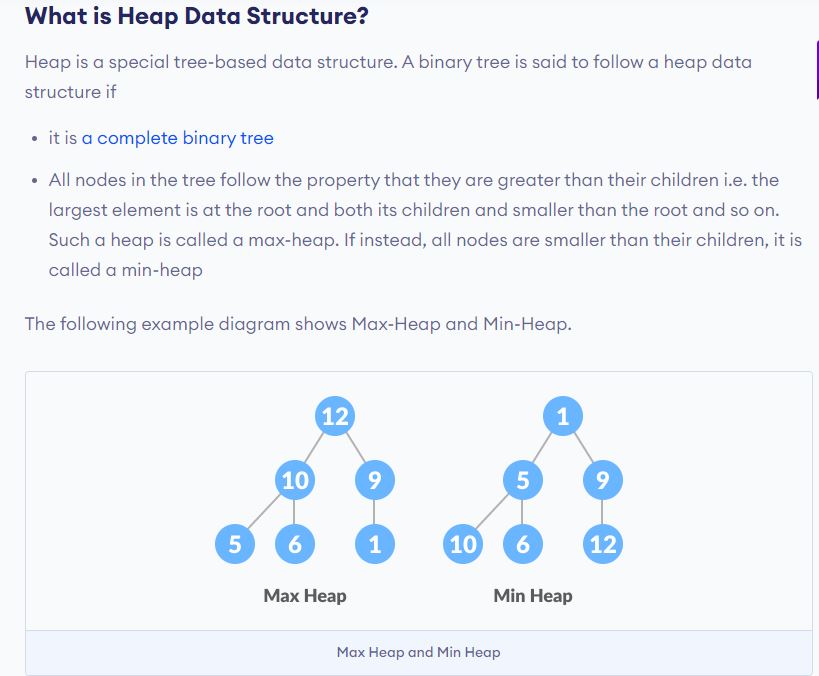 What is Heap Data Structure?
Heap is a special tree-based data structure. A binary tree is said to follow a heap data
structure if
• it is a complete binary tree
• All nodes in the tree follow the property that they are greater than their children i.e. the
largest element is at the root and both its children and smaller than the root and so on.
Such a heap is called a max-heap. If instead, all nodes are smaller than their children, it is
called a min-heap
The following example diagram shows Max-Heap and Min-Heap.
12
10 9
5 6 1
Max Heap
1
5 9
10 6 12
Min Heap
Max Heap and Min Heap